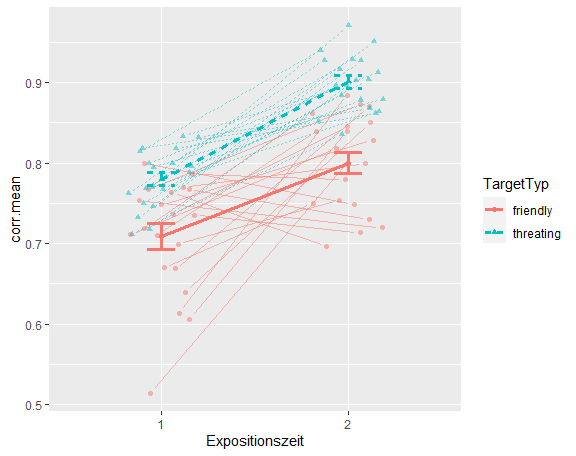 corr.mean
0.9
0.8
0.7
0.6
0.5
1
2
Expositionszeit
TargetTyp
friendly
threating